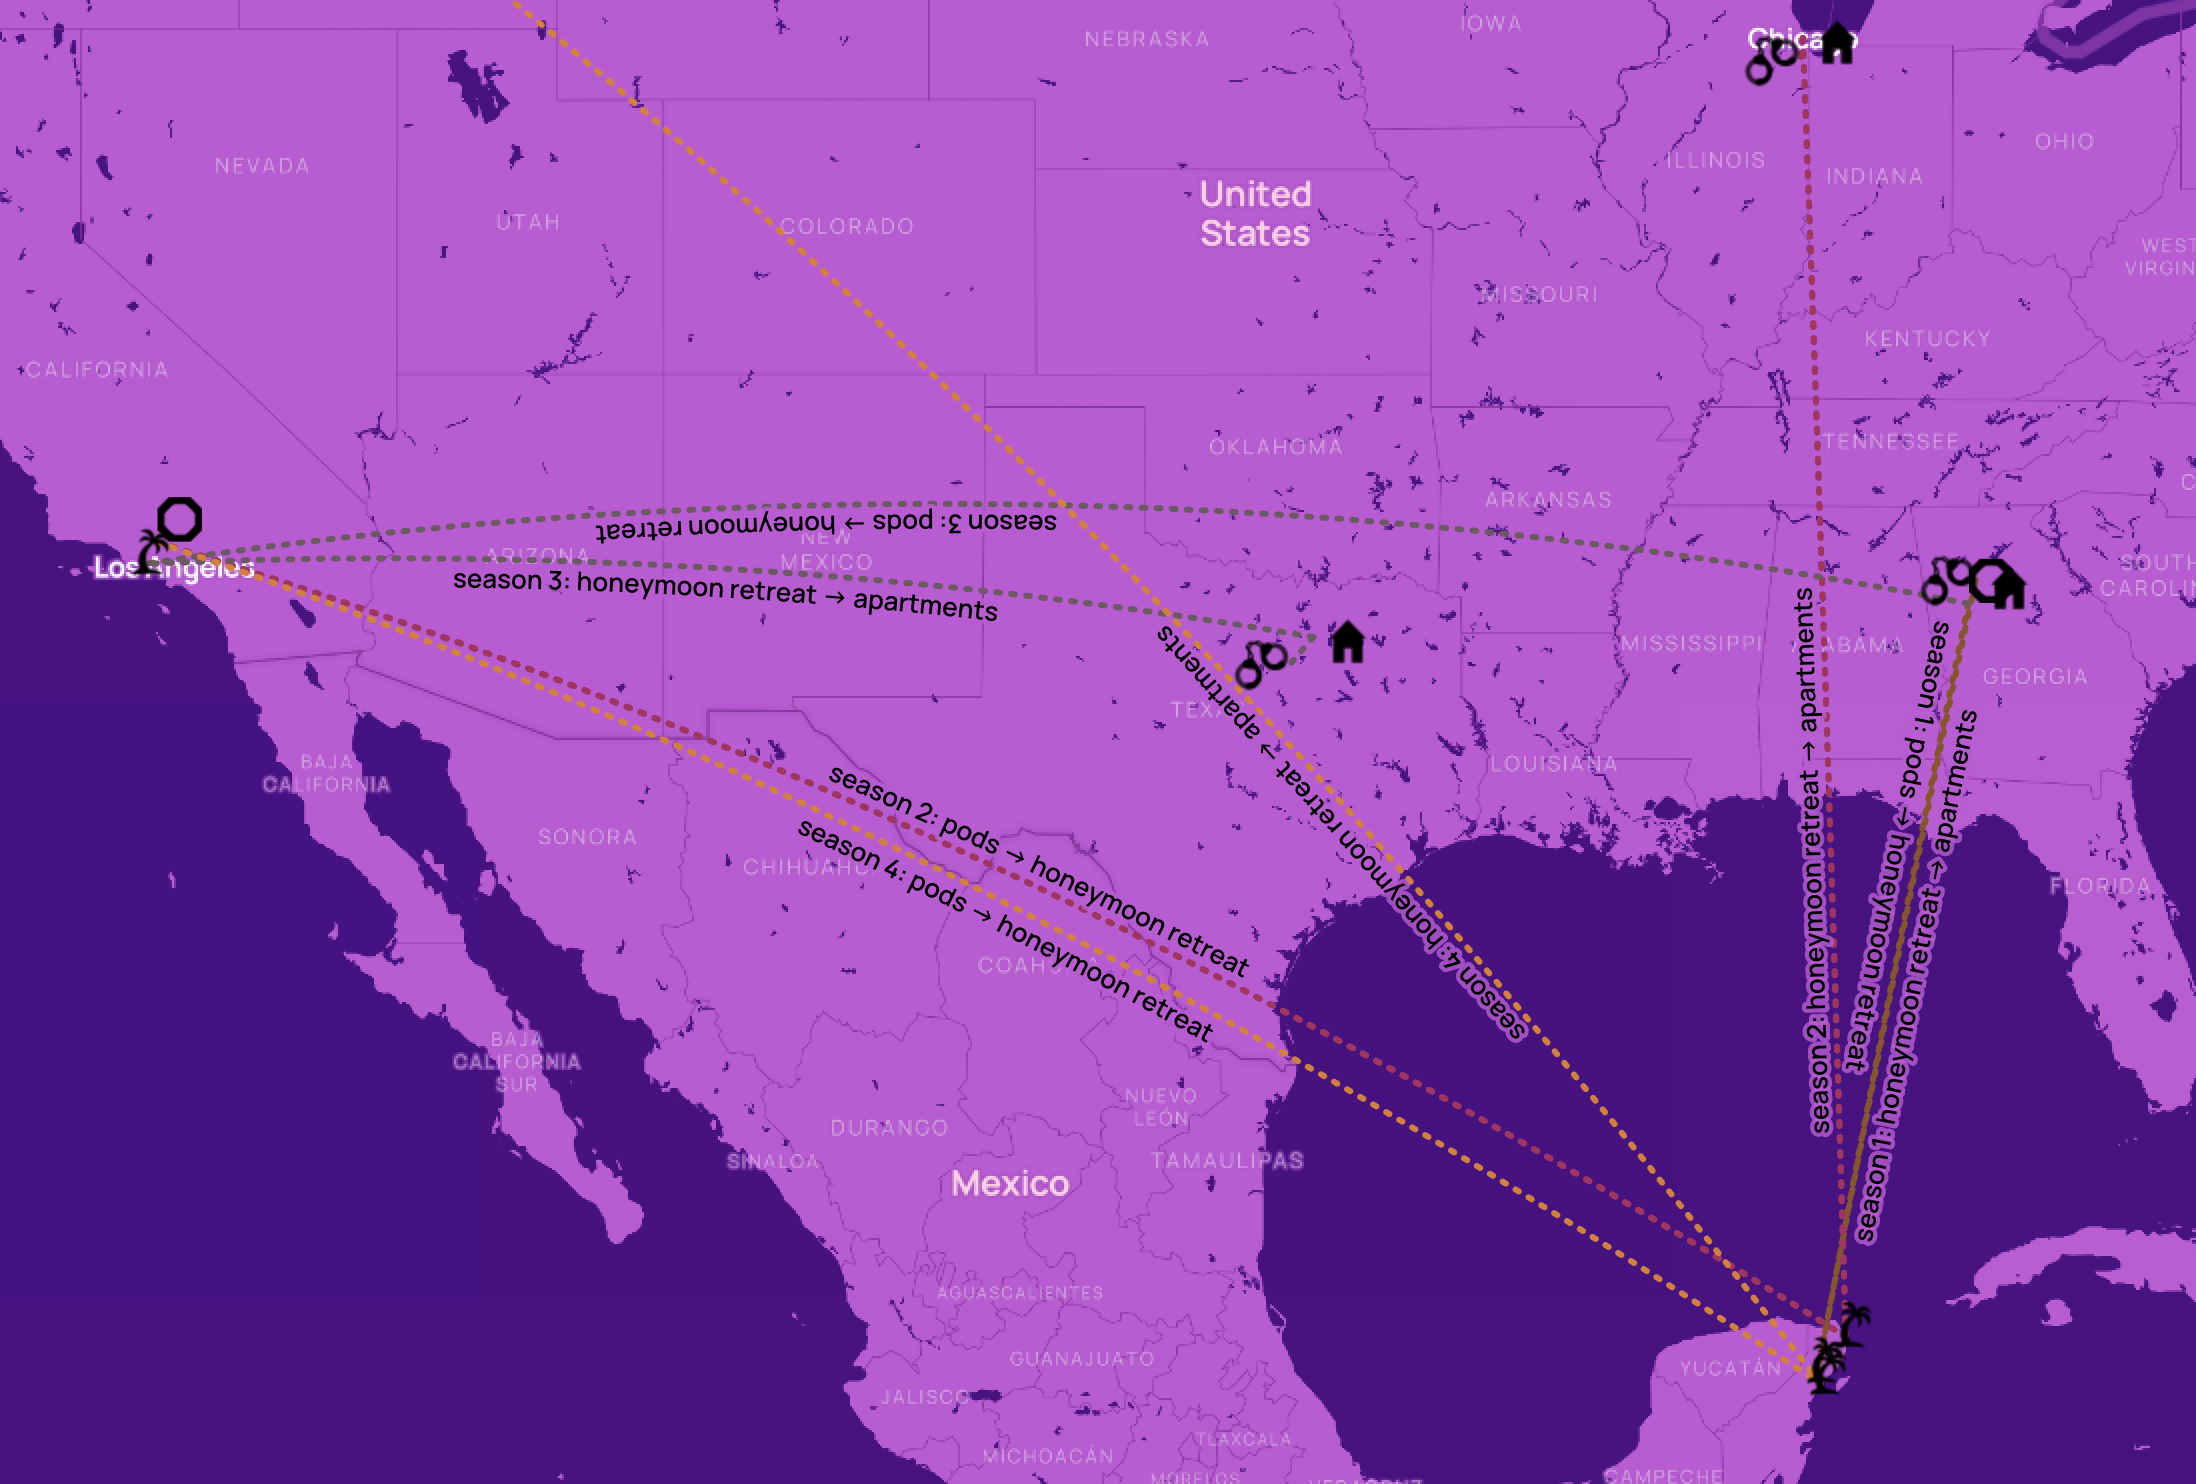 NEBRASKA
IOWA
Chicago
NEVADA
UTAH
COLORADO
United
States
ILLINOIS
INDIANA
OHIO
WEST
VIRGIN
MISSOURI
KENTUCKY
CALIFORNIA
OKLAHOMA
TENNESSEE
ARKANSAS
season 3: pods → honeymoon retreat
ARIZONA
NEW
MEXICO
Los Angeles
season 3: honeymoon retreat → apartments
SOUTH
CAROLIN
MISSISSIPPI
ALABAMA
GEORGIA
TEXAS
LOUISIANA
season 4: honeymoon retreat → apartments
season 2: honeymoon retreat → apartments
season 1: pods → honeymoon retreat
season 1: honeymoon retreat → apartments
BAJA
CALIFORNIA
SONORA
CHIHUAHUA
season 2: pods → honeymoon retreat
season 4: pods → honeymoon retreat
FLORIDA
COAHUILA
BAJA
CALIFORNIA
SUR
NUEVO
LEÓN
DURANGO
SINALOA
TAMAULIPAS
Mexico
AGUASCALIENTES
GUANAJUATO
YUCATÁN
JALISCO
TLAXCALA
MICHOACÁN
MORELOS
VERACRUZ
CAMPECHE